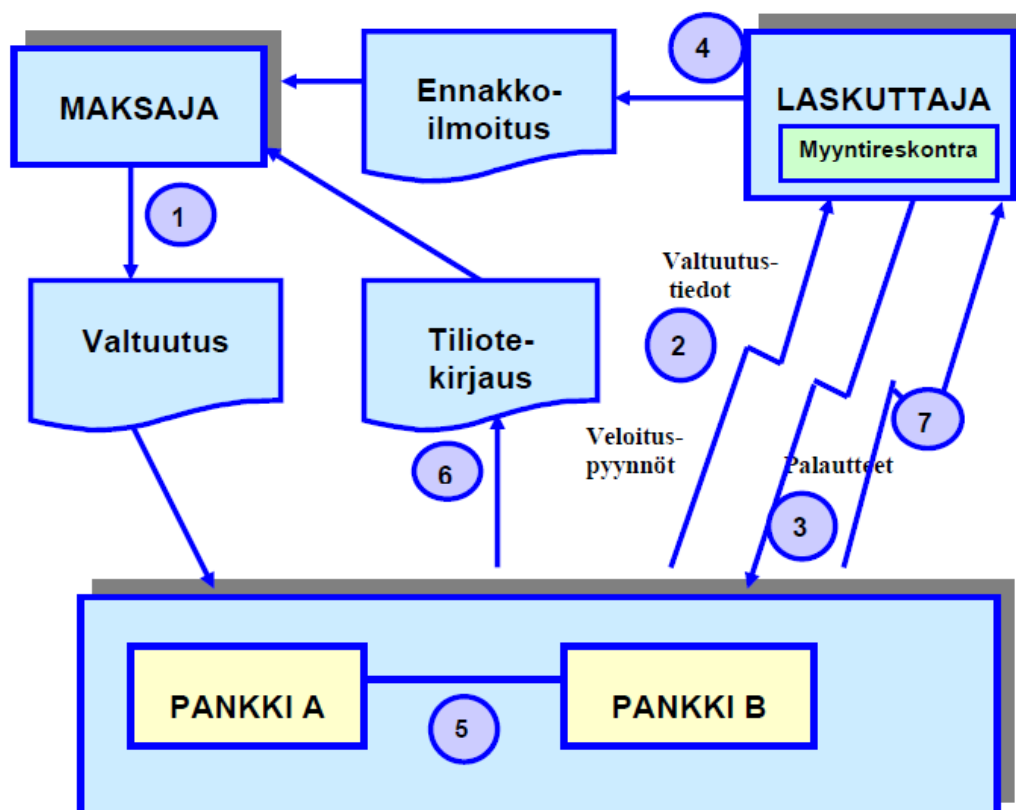 4
MAKSAJA
Ennakko-
ilmoitus
LASKUTTAJA
Myyntireskontra
1
Valtuutus-
tiedot
2
Valtuutus
Tiliote-
kirjaus
7
Veloitus-
pyynnöt
6
Palautteet
3
PANKKI A
PANKKI B
5